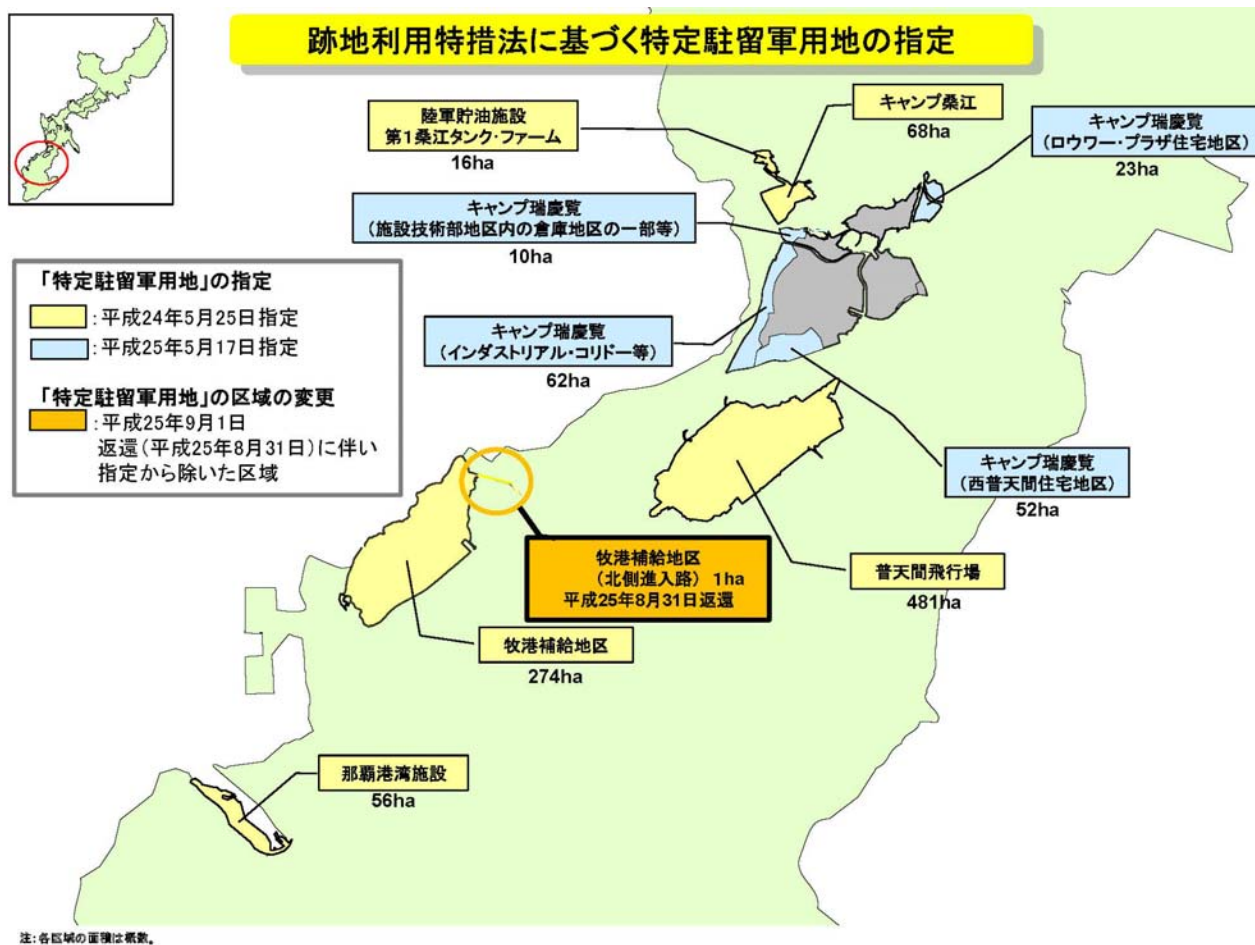 跡地利用特措法に基づく特定駐留軍用地の指定
陸軍貯油施設
第1桑江タンク・ファーム
16ha
キャンプ桑江
68ha
キャンプ瑞慶覧
(ロウワー・プラザ住宅地区)
23ha
キャンプ瑞慶覧
(施設技術部地区内の倉庫地区の一部等)
10ha
「特定駐留軍用地」の指定
:平成24年5月25日指定
:平成25年5月17日指定
「特定駐留軍用地」の区域の変更
:平成25年9月1日
返還(平成25年8月31日)に伴い
指定から除いた区域
キャンプ瑞慶覧
(インダストリアル・コリドー等)
62ha
キャンプ瑞慶覧
(西普天間住宅地区)
52ha
牧港補給地区
(北側進入路) 1ha
平成25年8月31日返還
普天間飛行場
481ha
牧港補給地区
274ha
那覇港湾施設
56ha
注:各区域の面積は概数。